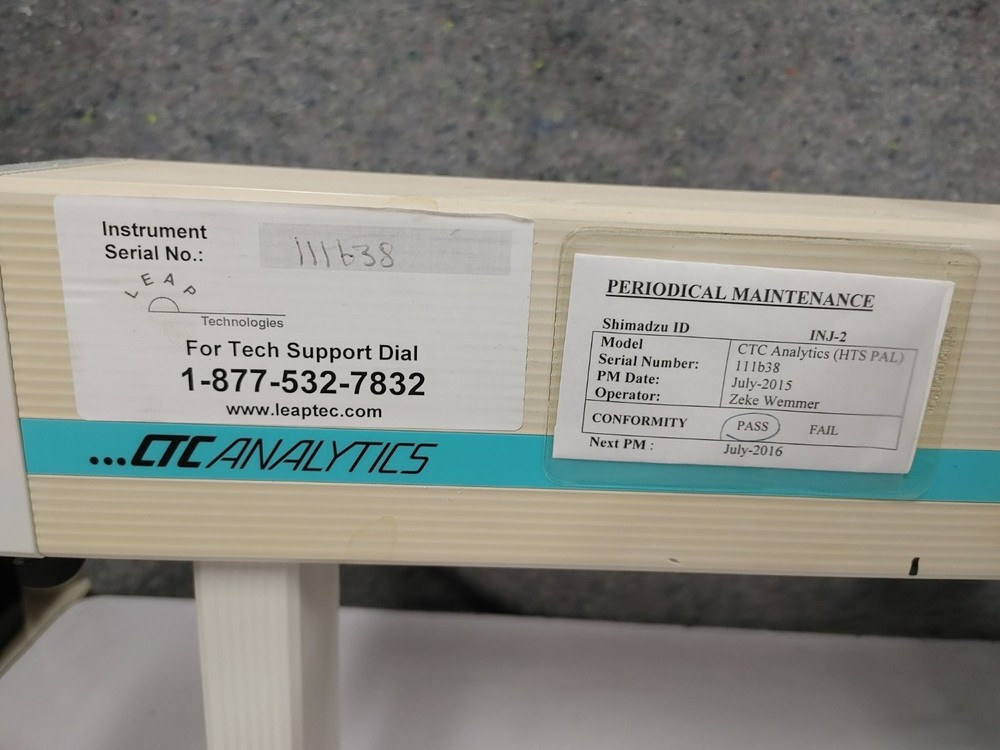 Instrument
Serial No.: 111b38
LEAP
Technologies
For Tech Support Dial
1-877-532-7832
www.leaptec.com
...CTC ANALYTICS
PERIODICAL MAINTENANCE
Shimadzu ID INJ-2
Model CTC Analytics (HTS PAL)
Serial Number: 111b38
PM Date: July-2015
Operator: Zeke Wemmer
CONFORMITY PASS FAIL
Next PM : July-2016